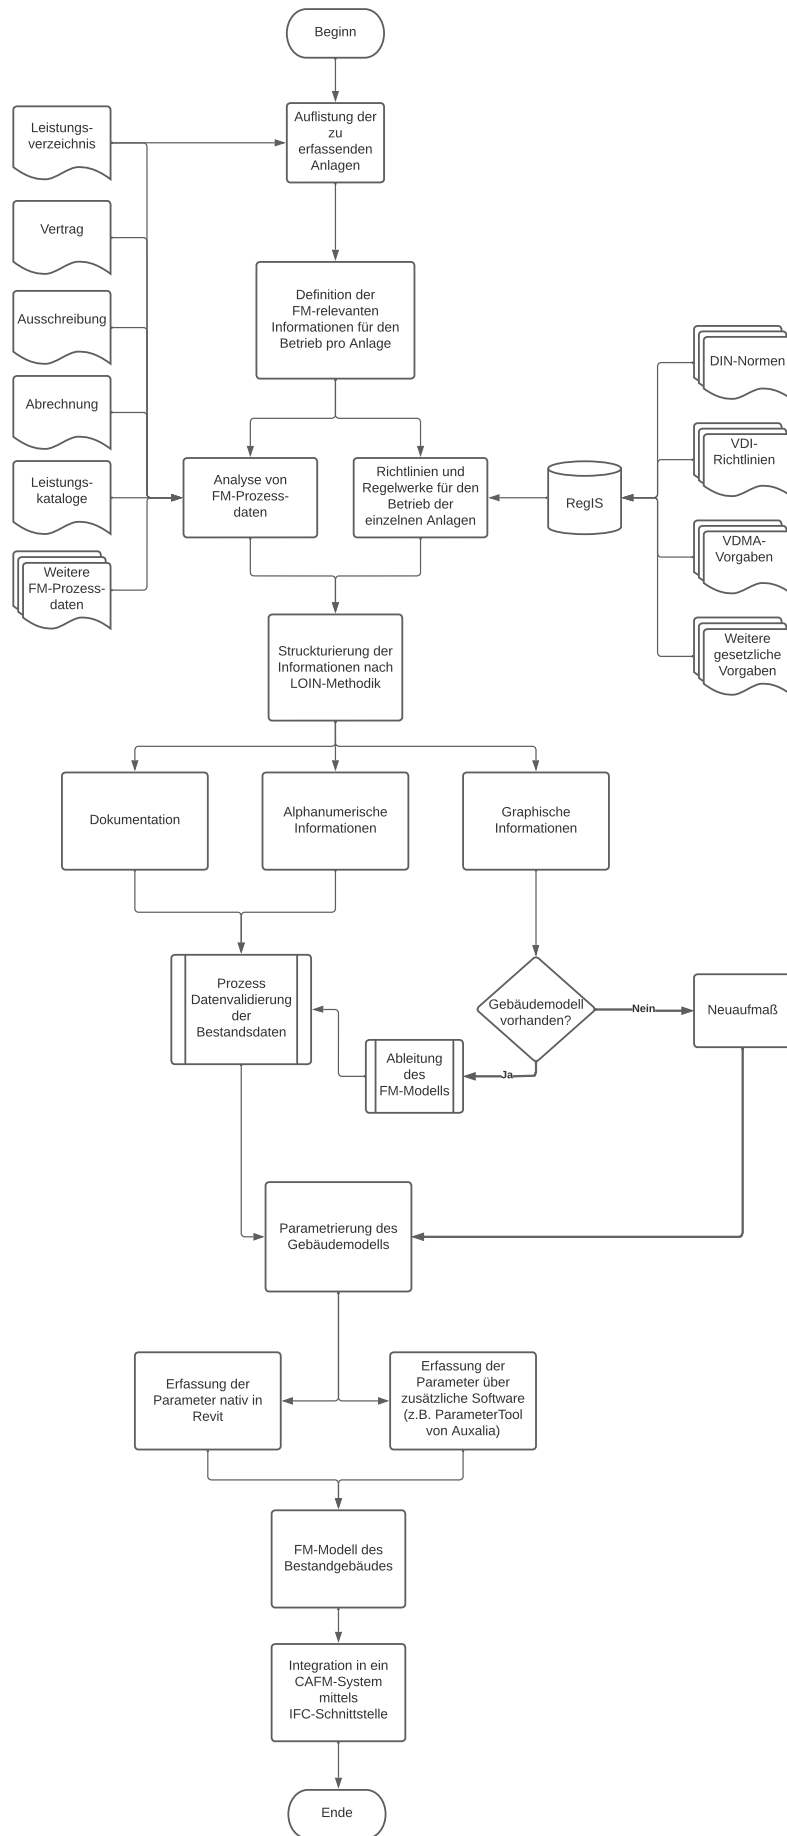 Beginn
Auflistung der
zu
erfassenden
Anlagen
Leistungs-
verzeichnis
Vertrag
Ausschreibung
Abrechnung
Leistungs-
kataloge
Weitere
FM-Prozess-
daten
Definition der
FM-relevanten
Informationen für den
Betrieb pro Anlage
Analyse von
FM-Prozess-
daten
Richtlinien und
Regelwerke für den
Betrieb der
einzelnen Anlagen
RegIS
DIN-Normen
VDI-
Richtlinien
VDMA-
Vorgaben
Weitere
gesetzliche
Vorgaben
Struckturierung der
Informationen nach
LOIN-Methodik
Dokumentation
Alphanumerische
Informationen
Graphische
Informationen
Prozess
Datenvalidierung
der
Bestandsdaten
Gebäudemodell
vorhanden?
Nein
Neuaufmaß
Ableitung
des
FM-Modells
Ja
Parametrierung des
Gebäudemodells
Erfassung der
Parameter nativ in
Revit
Erfassung der
Parameter über
zusätzliche Software
(z.B. ParameterTool
von Auxalia)
FM-Modell des
Bestandgebäudes
Integration in ein
CAFM-System
mittels
IFC-Schnittstelle
Ende